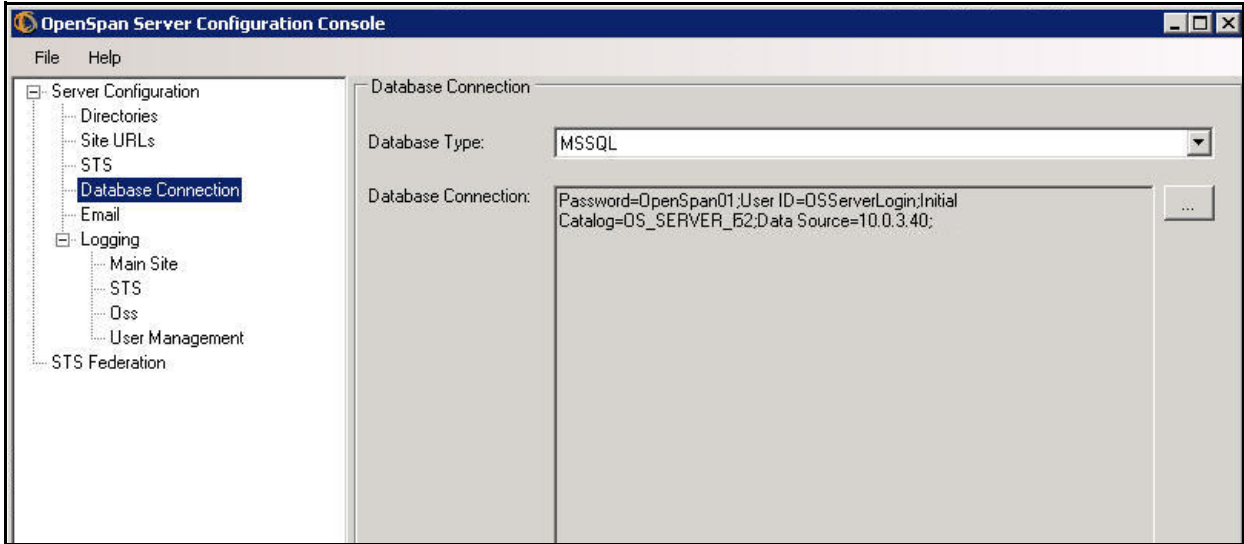 OpenSpan Server Configuration Console
File Help
Server Configuration
Directories
Site URLs
STS
Database Connection
Email
Logging
Main Site
STS
Oss
User Management
STS Federation
Database Connection
Database Type:
MSSQL
Database Connection:
Password=OpenSpan01;User ID=OSServerLogin;Initial
Catalog=OS_SERVER_52;Data Source=10.0.3.40;
...